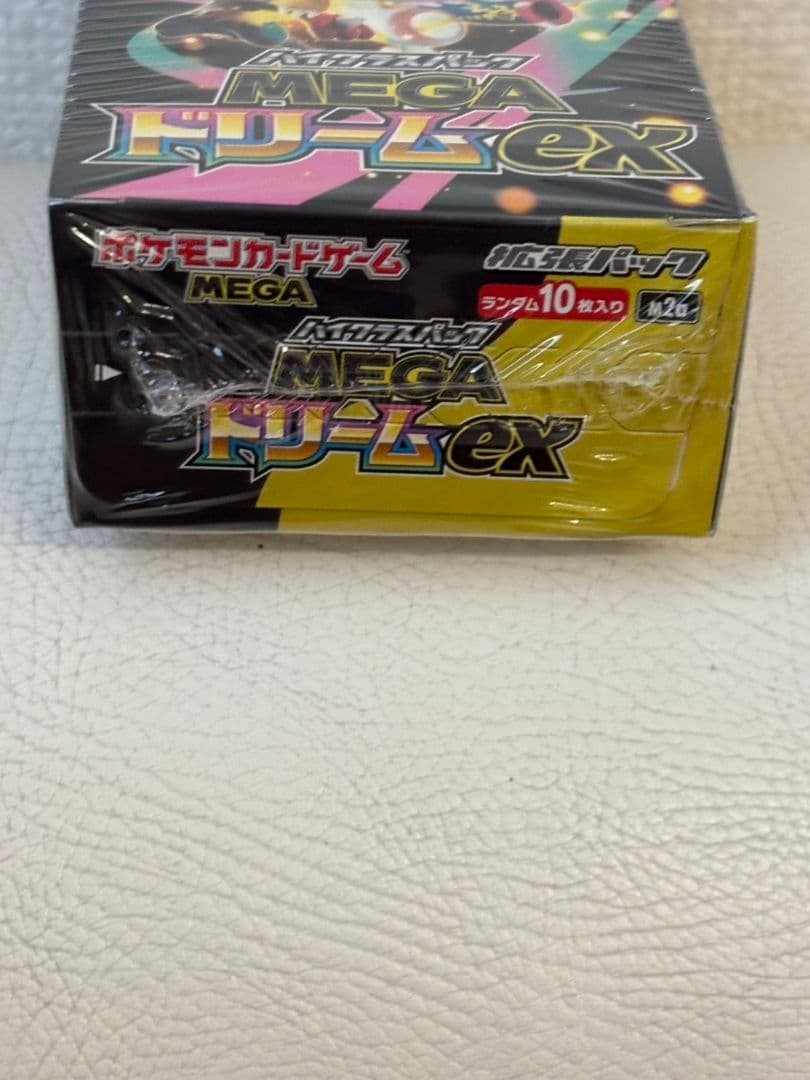 ハイクラスパック
MEGA
ドリームex
ポケモンカードゲーム
MEGA
拡張パック
ランダム10枚入り
M2a
ハイクラスパック
MEGA
ドリームex